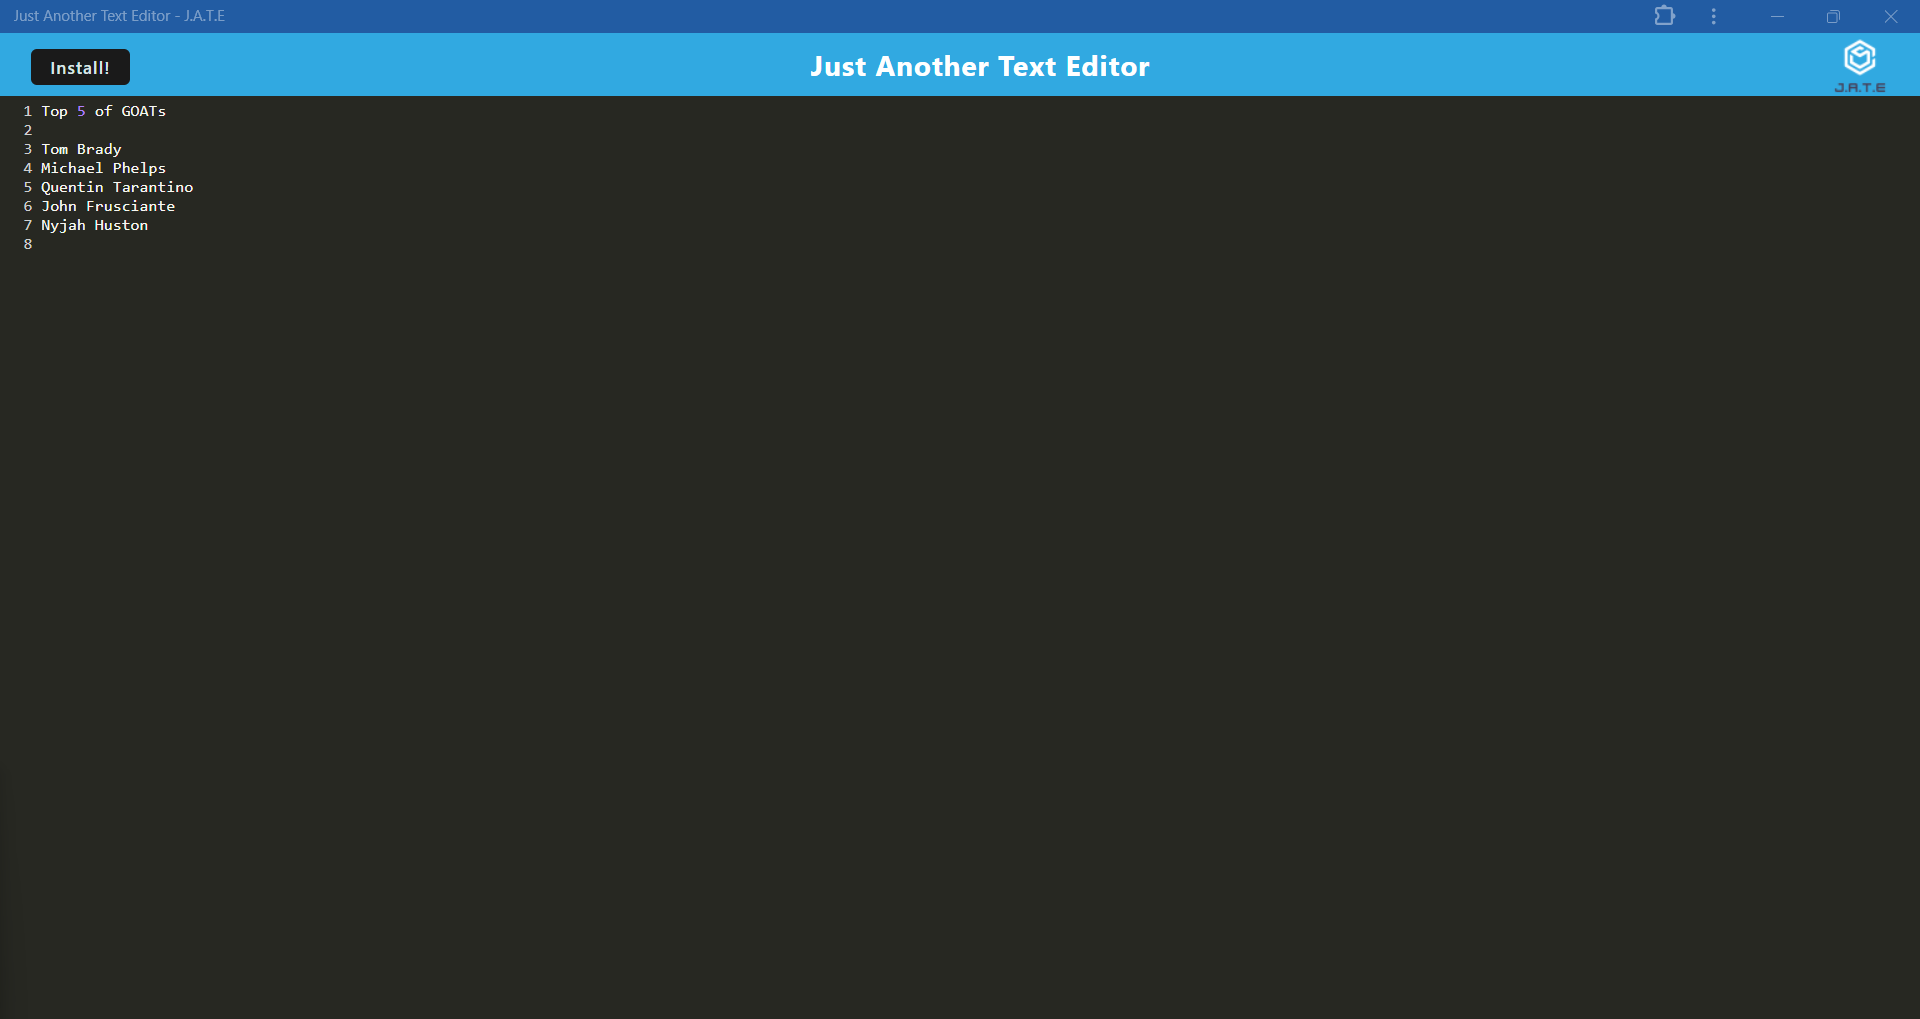 Just Another Text Editor - J.A.T.E
Install!
Just Another Text Editor
J.A.T.E
1 Top 5 of GOATs
2
3 Tom Brady
4 Michael Phelps
5 Quentin Tarantino
6 John Frusciante
7 Nyjah Huston
8